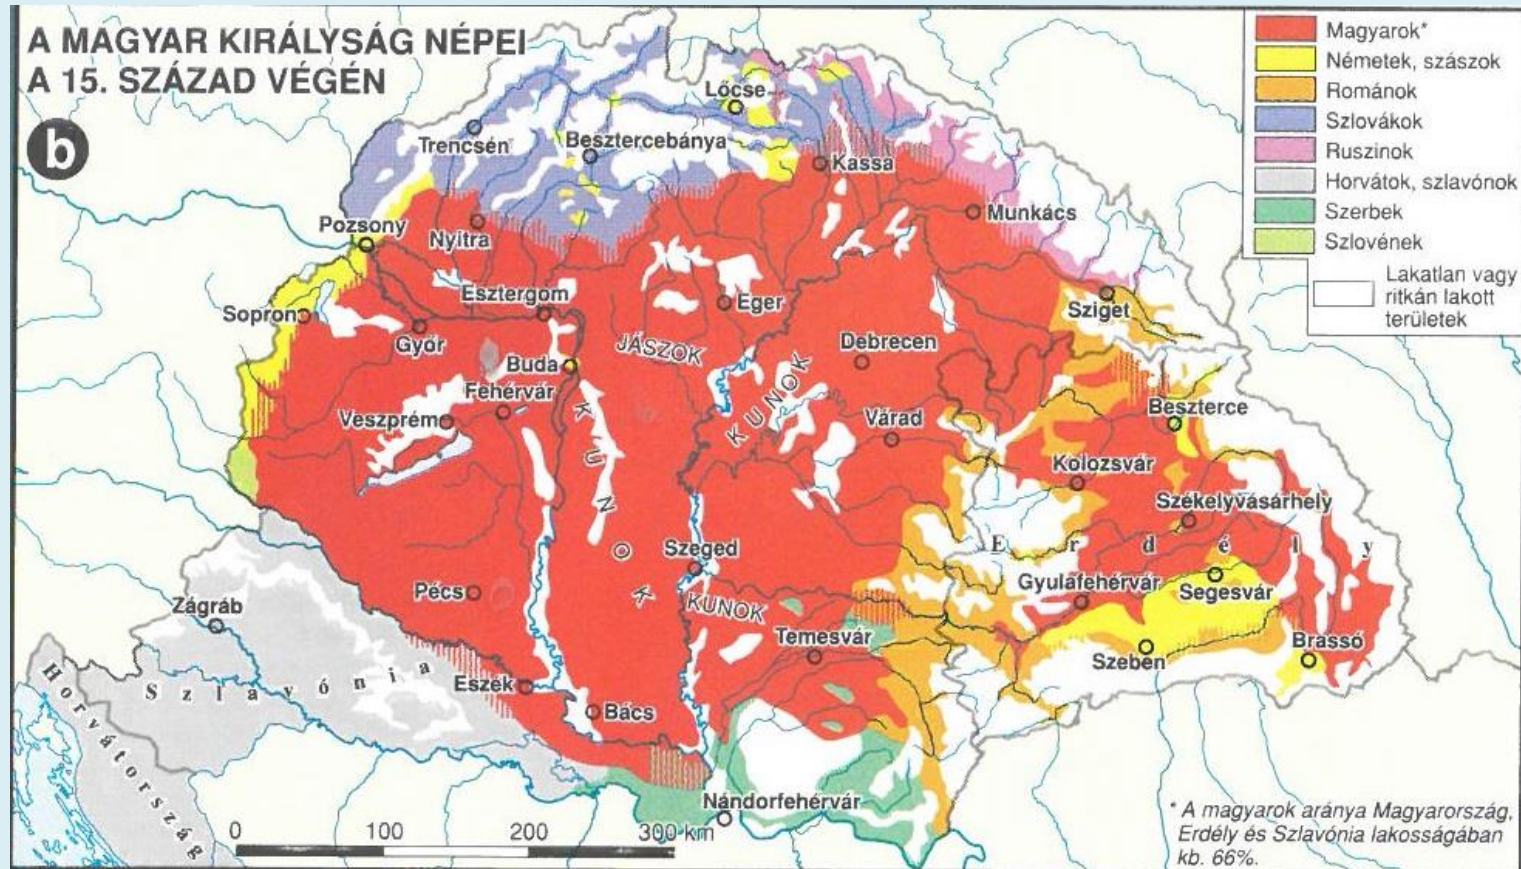 A MAGYAR KIRÁLYSÁG NÉPEI
A 15. SZÁZAD VÉGÉN
b
Magyarok*
Németek, szászok
Románok
Szlovákok
Ruszinok
Horvátok, szlavónok
Szerbek
Szlovének
Lakatlan vagy
ritkán lakott
területek
Lőcse
Trencsén
Besztercebánya
Kassa
Pozsony
Nyitra
Munkács
Esztergom
Eger
Sziget
Sopron
Győr
JÁSZOK
Debrecen
Buda
Fehérvár
KUNOK
Veszprém
Várad
Beszterce
KUNOK
Kolozsvár
Székelyvásárhely
Erdély
Szeged
Gyulafehérvár
Segesvár
Pécs
KUNOK
Zágráb
Temesvár
Szeben
Brassó
Szlavónia
Eszék
Bács
Horvátország
Nándorfehérvár
0 100 200 300 km
* A magyarok aránya Magyarország,
Erdély és Szlavónia lakosságában
kb. 66%.